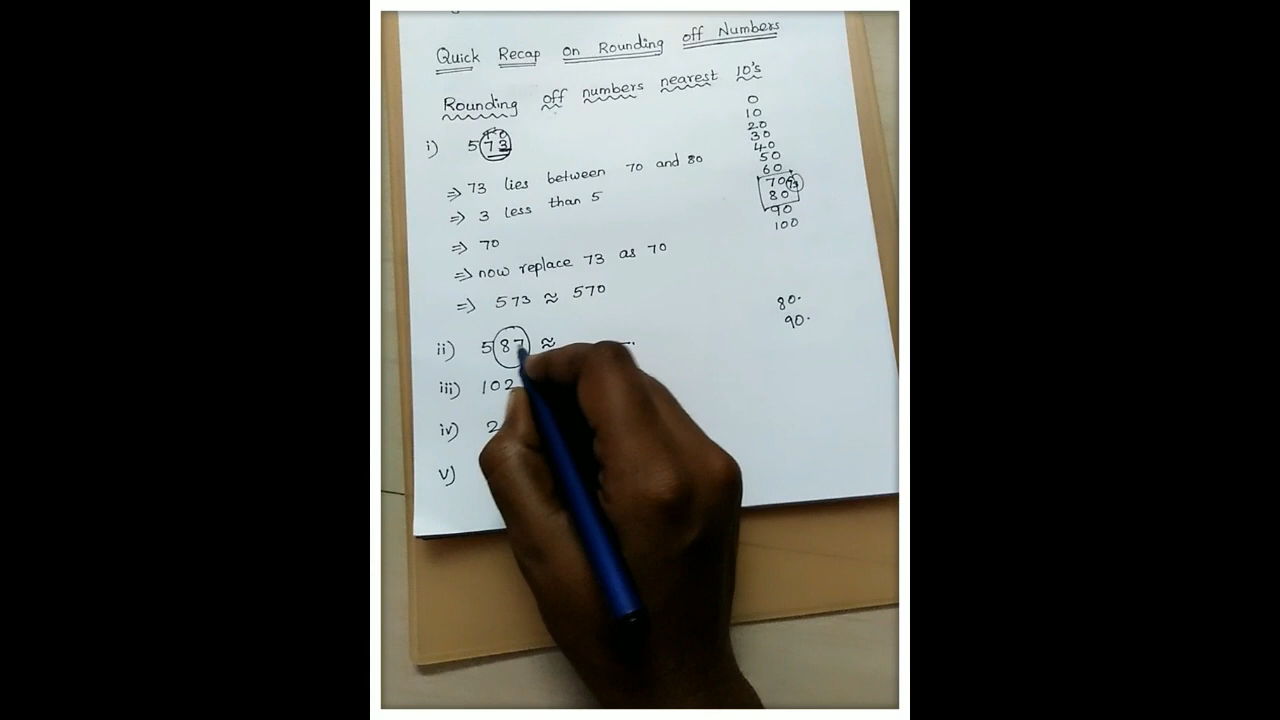 Quick Recap on Rounding off Numbers
Rounding off numbers nearest 10's
i) 573
⇒ 73 lies between 70 and 80
⇒ 3 less than 5
⇒ 70
⇒ now replace 73 as 70
⇒ 573 ≈ 570
ii) 587 ≈
iii) 102
iv) 2
v)
0
10
20
30
40
50
60
70
80
90
100
80.
90.